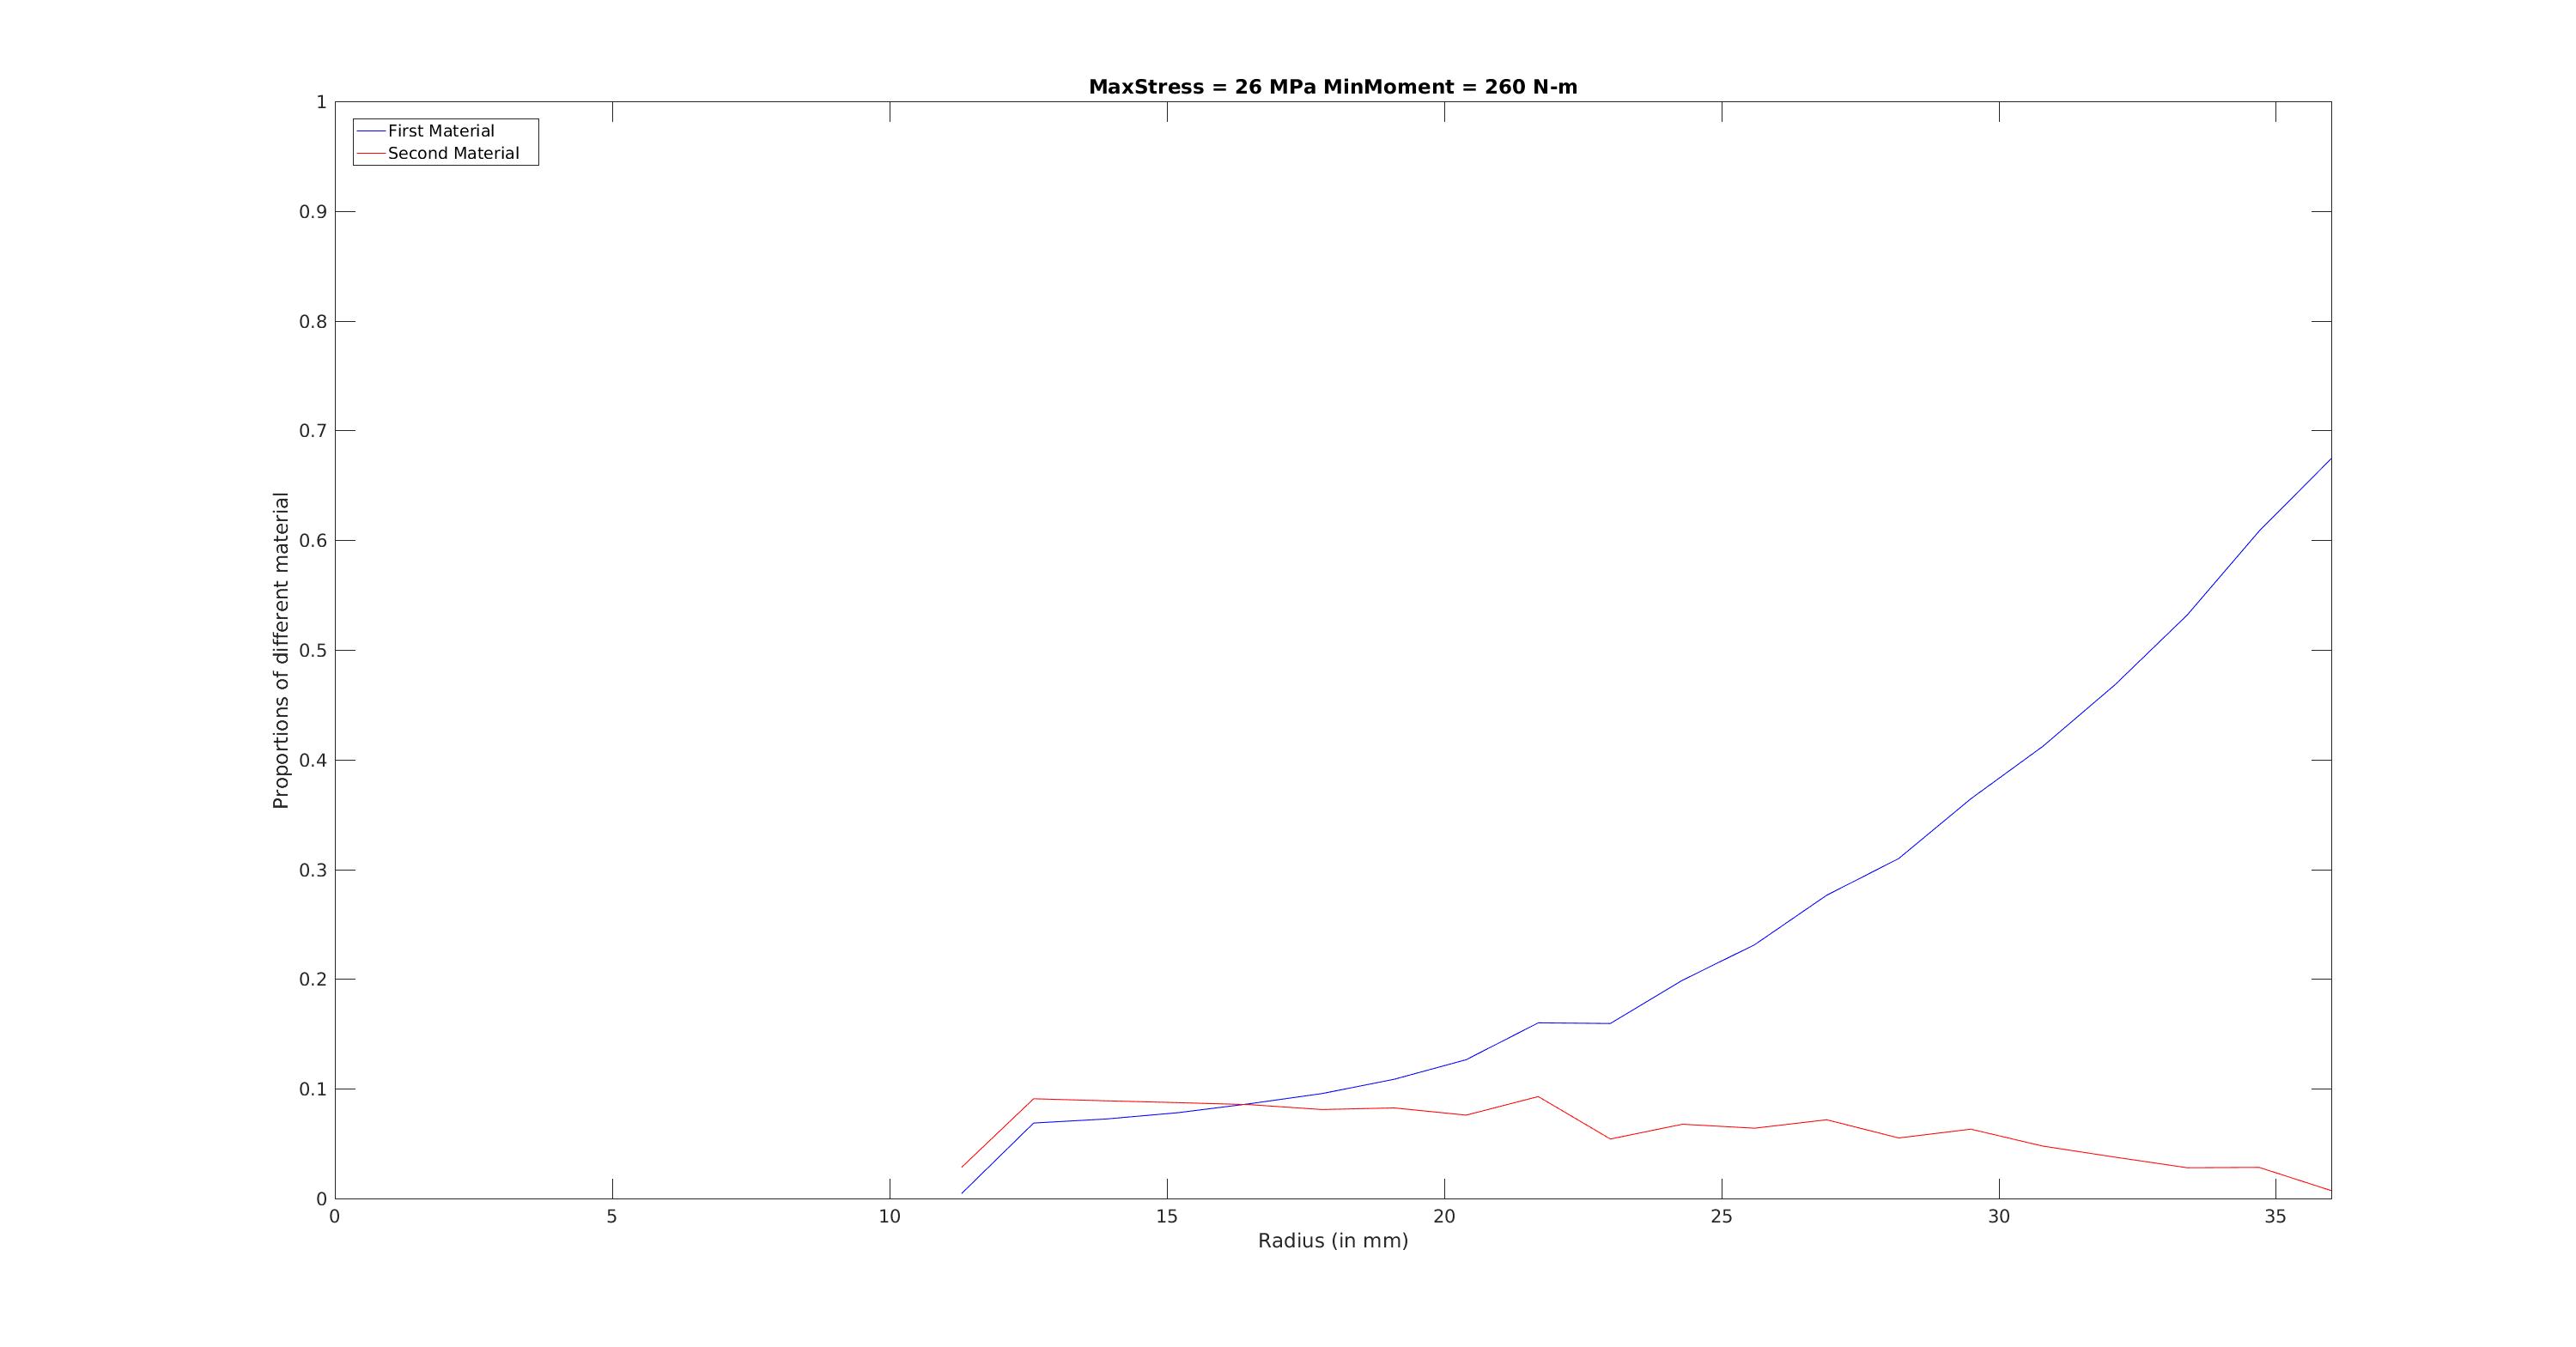 MaxStress = 26 MPa MinMoment = 260 N-m
1
First Material
Second Material
0.9
0.8
0.7
0.6
0.5
0.4
0.3
0.2
0.1
0
Proportions of different material
0 5 10 15 20 25 30 35
Radius (in mm)